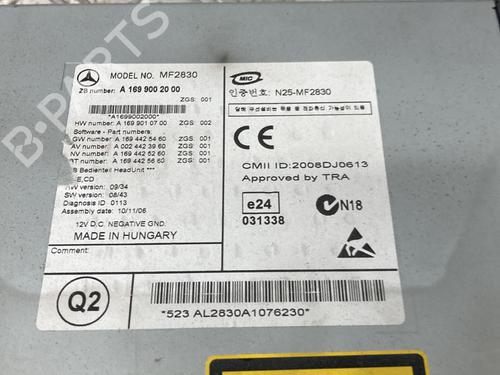 MODEL NO. MF2830
ZB number: A 169 900 20 00
ZGS: 001
*A1699002000*
HW number: A 169 901 07 00 ZGS: 002
Software - Part numbers:
GW number: A 169 442 54 60 ZGS: 001
AV number: A 002 442 39 60 ZGS: 001
NV number: A 169 442 52 60 ZGS: 001
BT number: A 169 442 55 60 ZGS: 001
Bedienteil HeadUnit ***
E,CD
HW version: 09/34
SW version: 08/43
Diagnosis ID: 0113
Assembly date: 10/11/06
12V D.C. NEGATIVE GND.
MADE IN HUNGARY
Comment:
MIC
인증번호: N25-MF2830
CE
CMII ID:2008DJ0613
Approved by TRA
e24
031338
N18
Q2
*523 AL2830A1076230*
B-PARTS